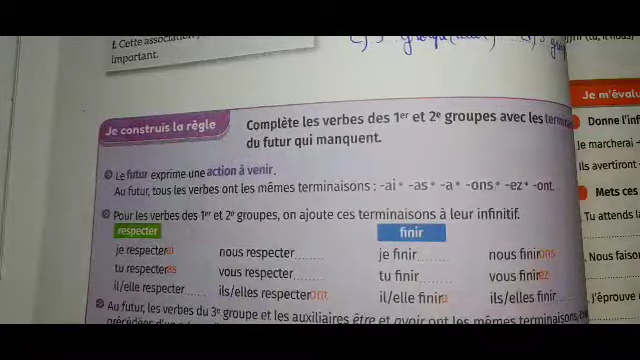 f. Cette
important.
Je construis la règle
Complète les verbes des 1er et 2e groupes avec les
du futur qui manquent.
Le futur exprime une action à venir.
Au futur, tous les verbes ont les mêmes terminaisons : -ai • -as • -a • -ons • -ez • -ont.
Pour les verbes des 1er et 2e groupes, on ajoute ces terminaisons à leur infinitif.
respecter finir
je respecterai nous respecter........ je finir........ nous finirons
tu respecteras vous respecter........ tu finir........ vous finirez
il/elle respecter...... ils/elles respecteront il/elle finira ils/elles finir......
Au futur, les verbes du 3e groupe et les auxiliaires être et avoir ont les mêmes terminaisons
Je m'évalu
Donne l'inf
Je marcherai
Ils avertiront
Mets ces
Tu attends
Nous faiso
J'éprouve